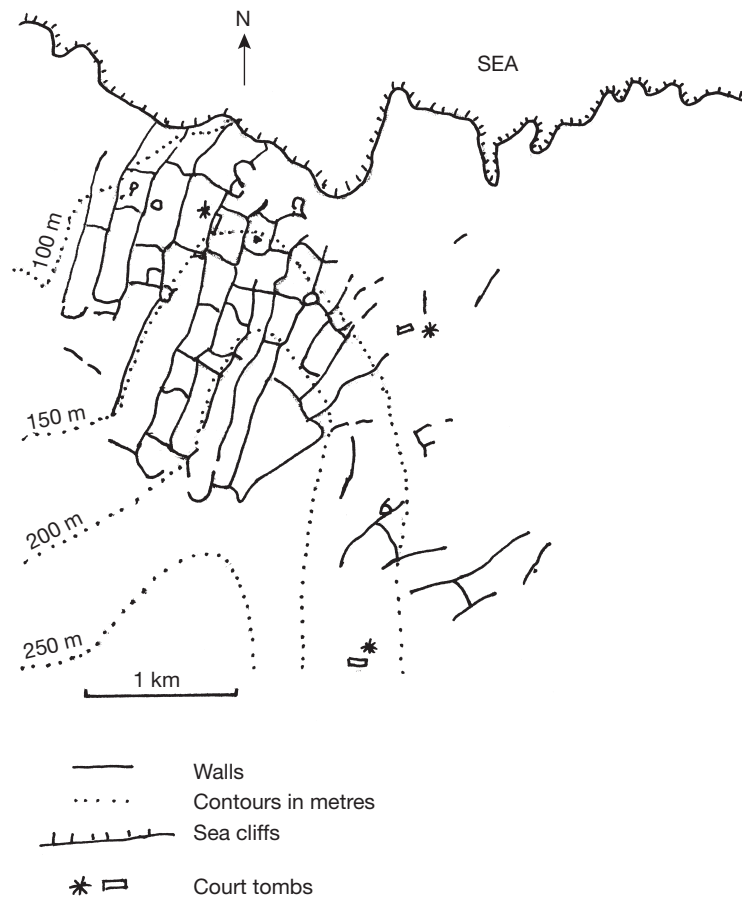 N
SEA
100 m
150 m
200 m
250 m
1 km
Walls
Contours in metres
Sea cliffs
Court tombs